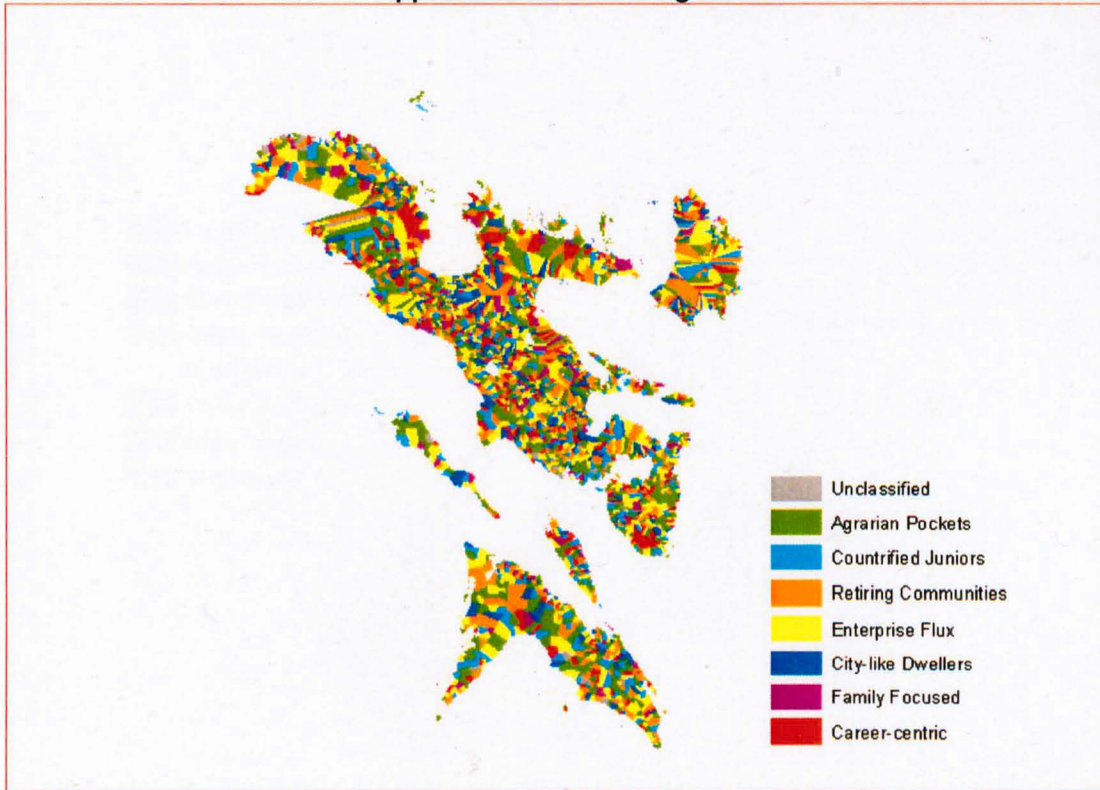 Unclassified
Agrarian Pockets
Countrified Juniors
Retiring Communities
Enterprise Flux
City-like Dwellers
Family Focused
Career-centric